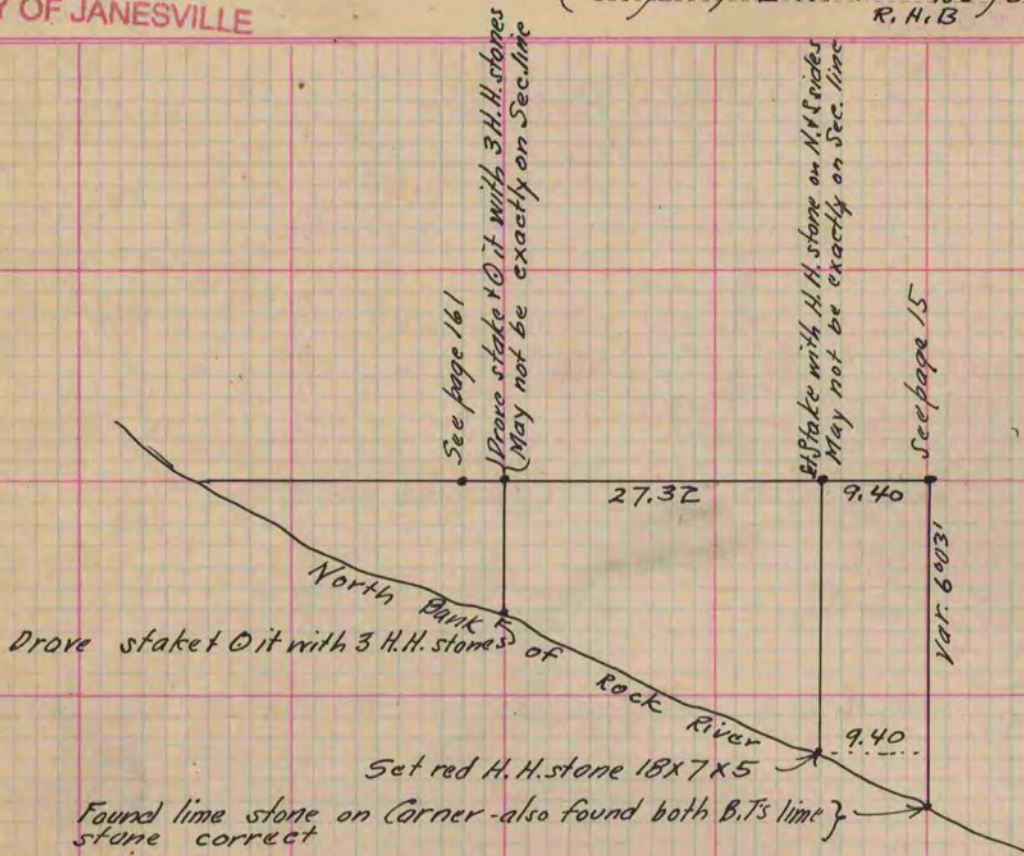 Y OF JANESVILLE
R. H. B
Drove stake & ⊙ it with 3 H.H. stones
May not be exactly on Sec. line
Set Stake with H.H. stone on N. & S sides
May not be exactly on Sec. line
See page 161
See page 15
27.32
9.40
Var. 6°03'
North Bank of Rock River
Drove stake & ⊙ it with 3 H.H. stones
9.40
Set red H.H. stone 18X7X5
Found lime stone on Corner - also found both B.T's lime
stone correct